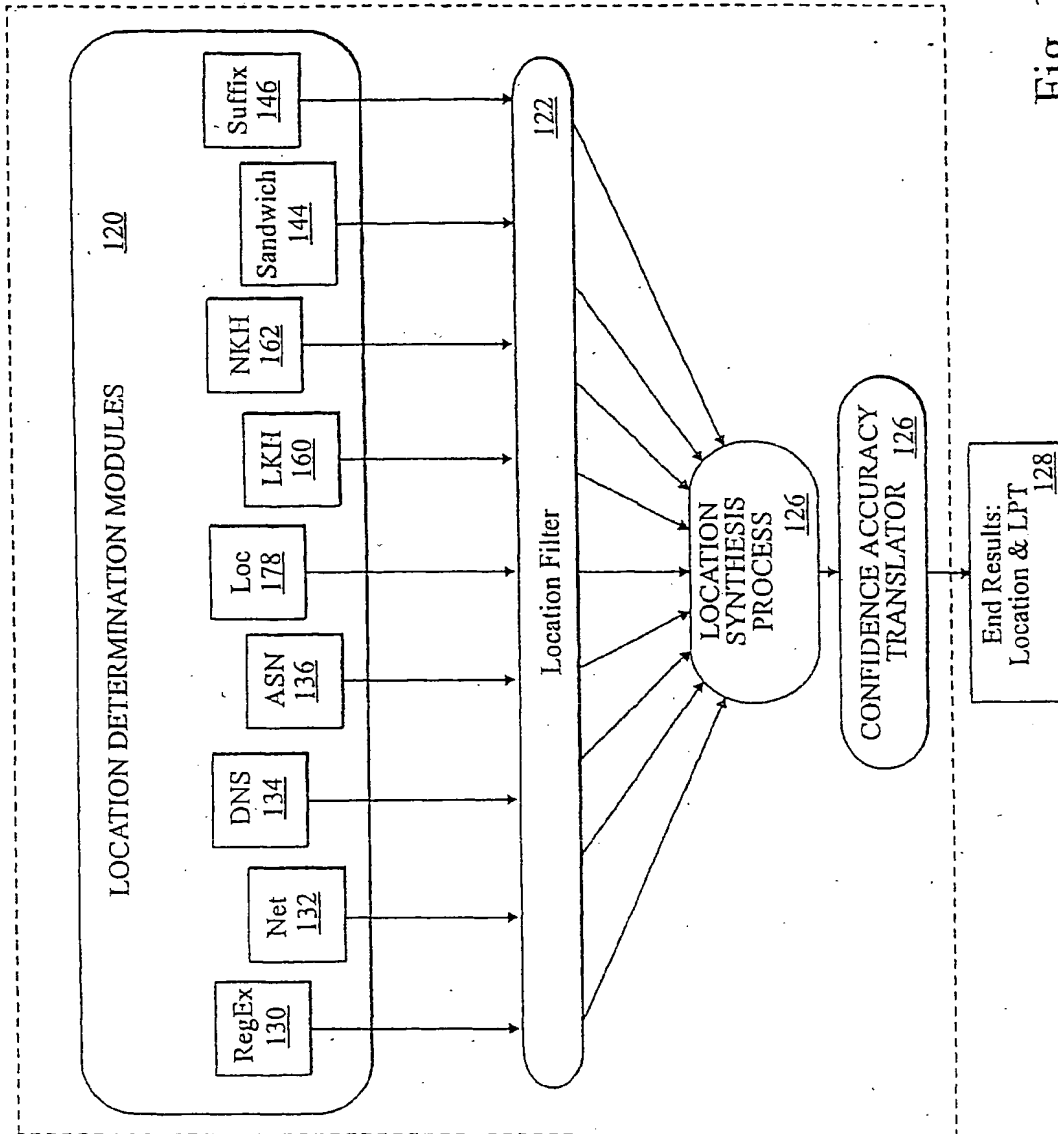 LOCATION DETERMINATION MODULES
120
RegEx
130
Net
132
DNS
134
ASN
136
Loc
178
LKH
160
NKH
162
Sandwich
144
Suffix
146
Location Filter
122
LOCATION
SYNTHESIS
PROCESS
126
CONFIDENCE ACCURACY
TRANSLATOR 126
End Results:
Location & LPT
128
Fig